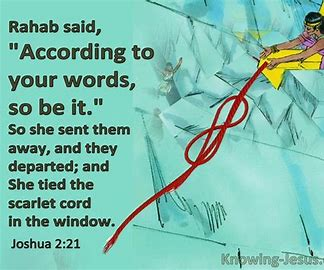 Rahab said,
"According to
your words,
so be it."
So she sent them
away, and they
departed; and
She tied the
scarlet cord
in the window.
Joshua 2:21
Knowing-Jesus.